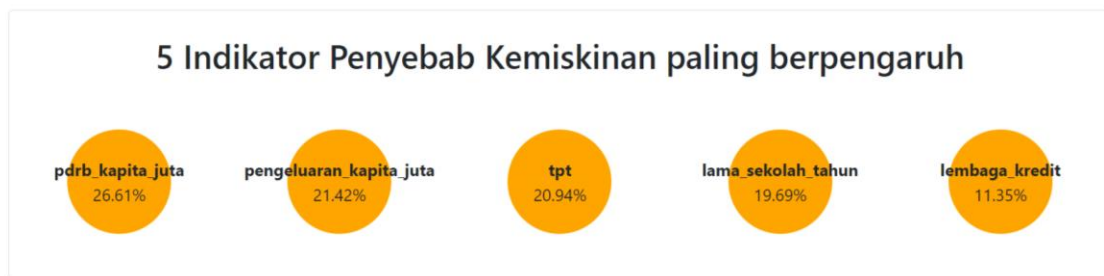 5 Indikator Penyebab Kemiskinan paling berpengaruh
pdrb_kapita_juta
26.61%
pengeluaran_kapita_juta
21.42%
tpt
20.94%
lama_sekolah_tahun
19.69%
lembaga_kredit
11.35%